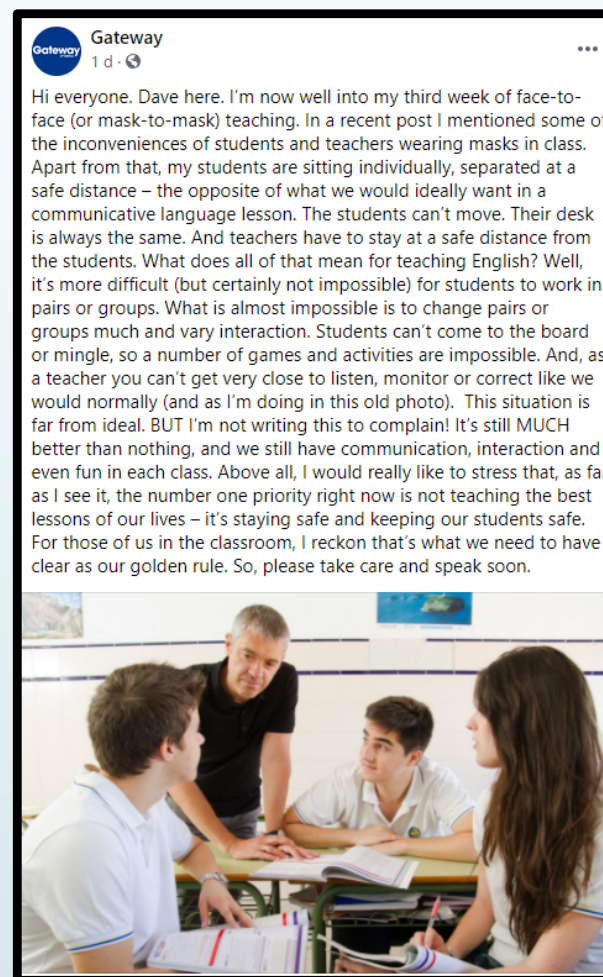 Gateway
Gateway
1 d ·
Hi everyone. Dave here. I'm now well into my third week of face-to-
face (or mask-to-mask) teaching. In a recent post I mentioned some of
the inconveniences of students and teachers wearing masks in class.
Apart from that, my students are sitting individually, separated at a
safe distance – the opposite of what we would ideally want in a
communicative language lesson. The students can't move. Their desk
is always the same. And teachers have to stay at a safe distance from
the students. What does all of that mean for teaching English? Well,
it's more difficult (but certainly not impossible) for students to work in
pairs or groups. What is almost impossible is to change pairs or
groups much and vary interaction. Students can't come to the board
or mingle, so a number of games and activities are impossible. And, as
a teacher you can't get very close to listen, monitor or correct like we
would normally (and as I'm doing in this old photo). This situation is
far from ideal. BUT I'm not writing this to complain! It's still MUCH
better than nothing, and we still have communication, interaction and
even fun in each class. Above all, I would really like to stress that, as far
as I see it, the number one priority right now is not teaching the best
lessons of our lives – it's staying safe and keeping our students safe.
For those of us in the classroom, I reckon that's what we need to have
clear as our golden rule. So, please take care and speak soon.